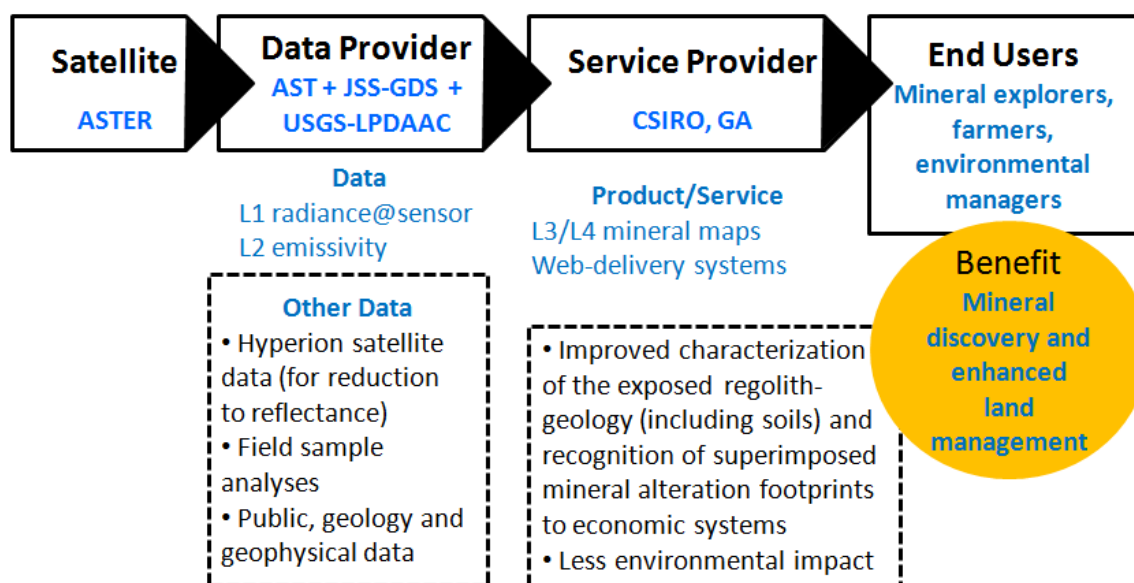 Satellite
ASTER
Data Provider
AST + JSS-GDS +
USGS-LPDAAC
Data
L1 radiance@sensor
L2 emissivity
Other Data
• Hyperion satellite
data (for reduction
to reflectance)
• Field sample
analyses
• Public, geology and
geophysical data
Service Provider
CSIRO, GA
Product/Service
L3/L4 mineral maps
Web-delivery systems
• Improved characterization
of the exposed regolith-
geology (including soils) and
recognition of superimposed
mineral alteration footprints
to economic systems
• Less environmental impact
End Users
Mineral explorers,
farmers,
environmental
managers
Benefit
Mineral
discovery and
enhanced
land
management